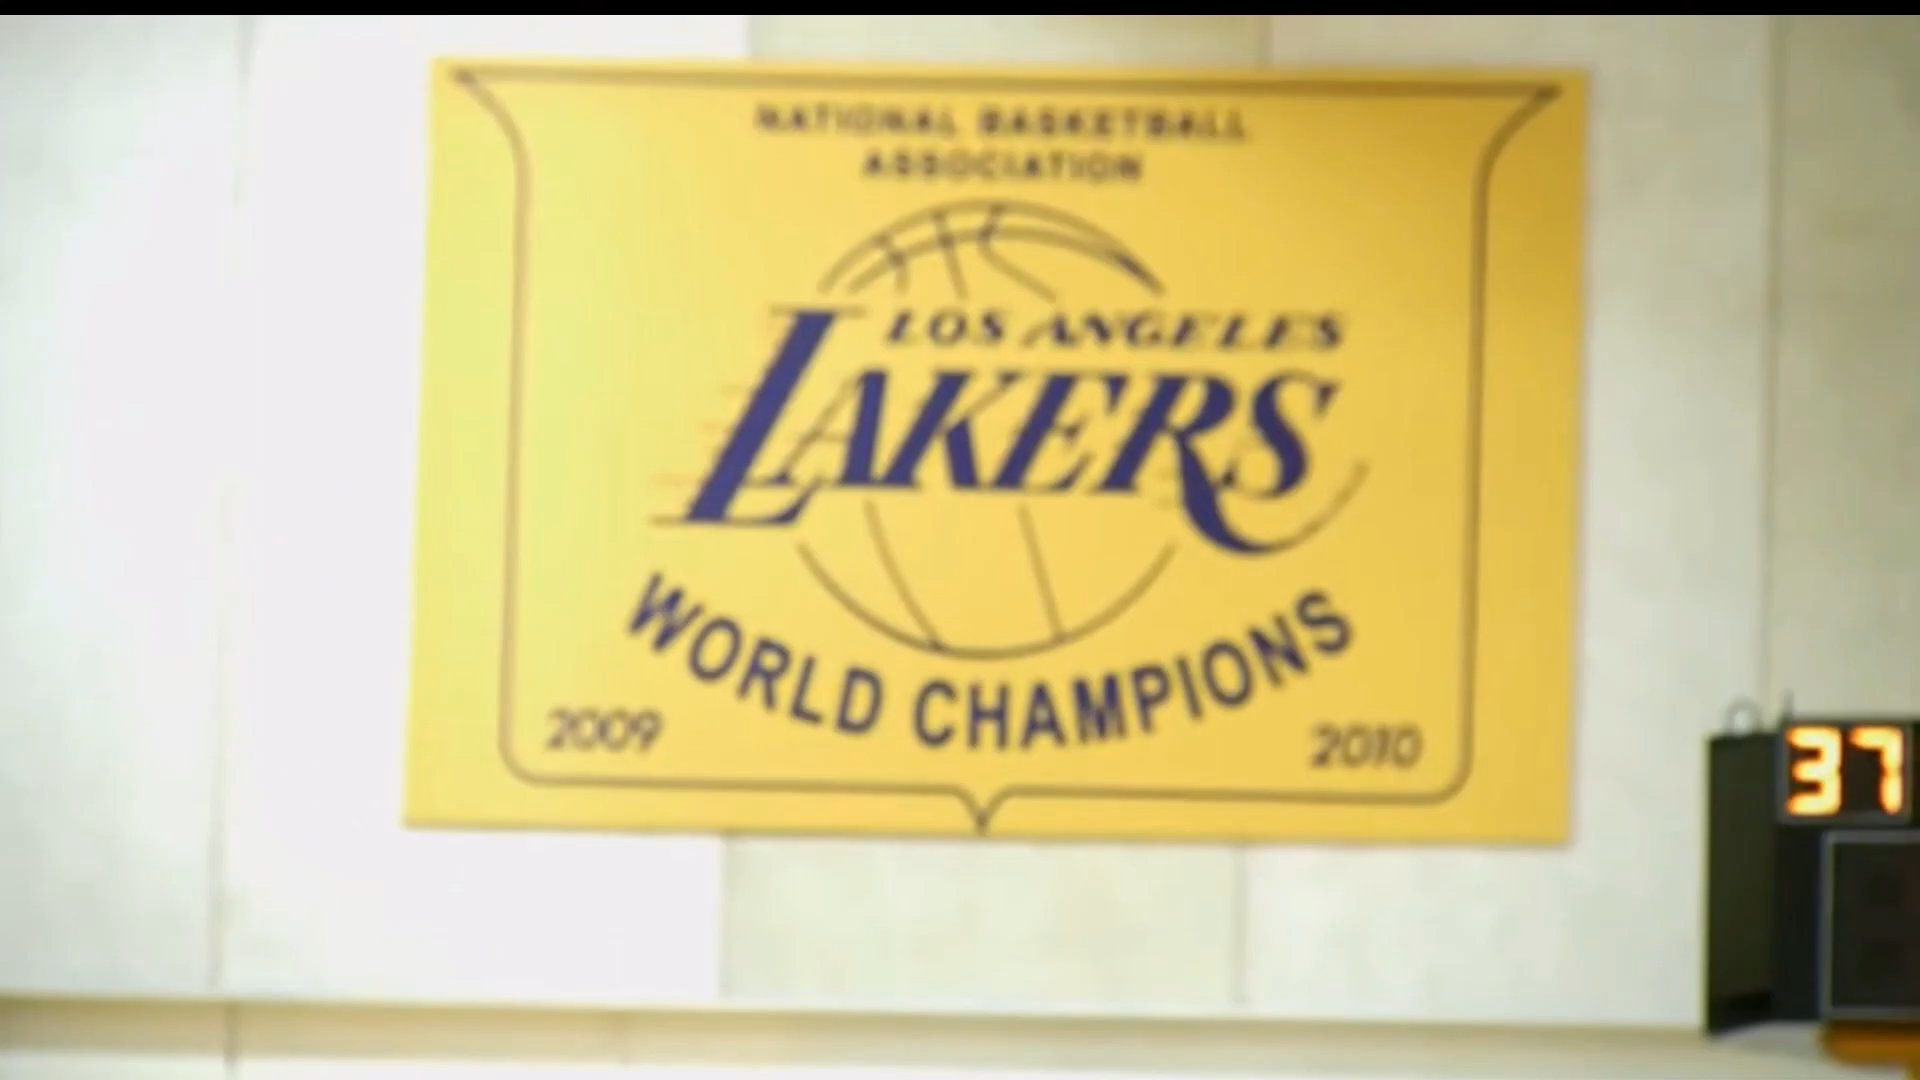 NATIONAL BASKETBALL
ASSOCIATION
LOS ANGELES
LAKERS
WORLD CHAMPIONS
2009
2010
37